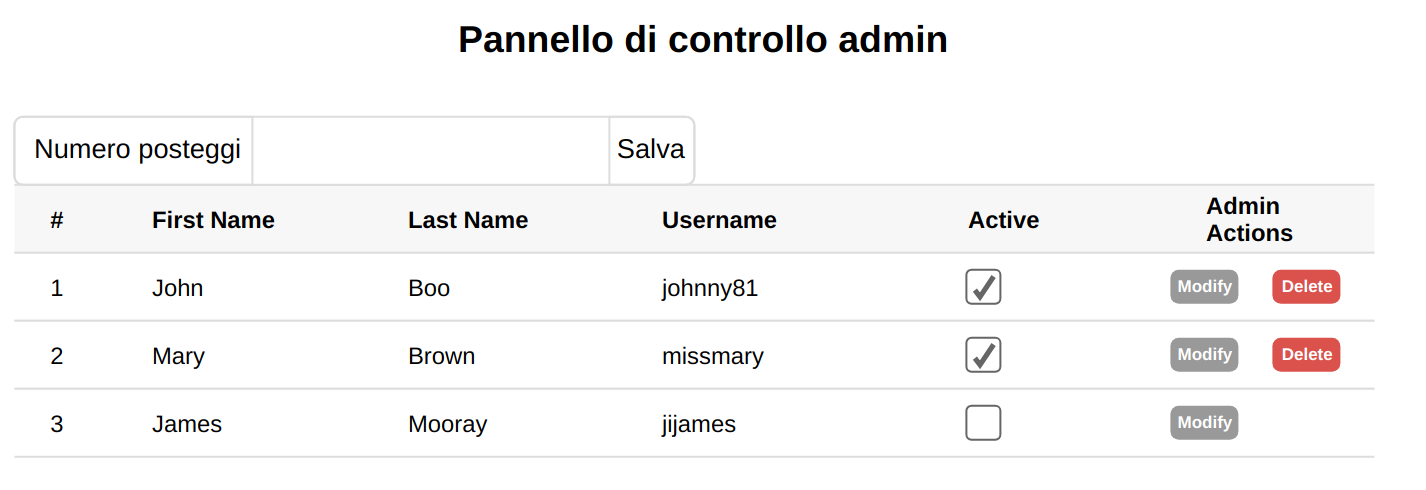 Pannello di controllo admin
Numero posteggi Salva
# First Name Last Name Username Active Admin Actions
1 John Boo johnny81 Modify Delete
2 Mary Brown missmary Modify Delete
3 James Mooray jijames Modify